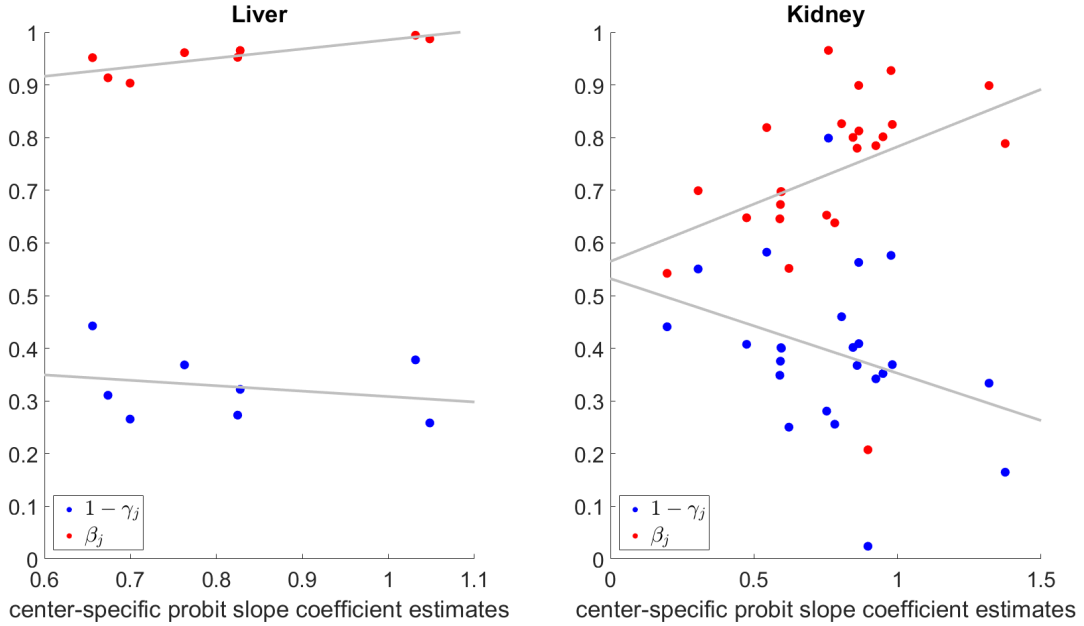 Liver
1
0.9
0.8
0.7
0.6
0.5
0.4
0.3
0.2
0.1
0
1 − γj
βj
0.6 0.7 0.8 0.9 1 1.1
center-specific probit slope coefficient estimates
Kidney
1
0.9
0.8
0.7
0.6
0.5
0.4
0.3
0.2
0.1
0
1 − γj
βj
0 0.5 1 1.5
center-specific probit slope coefficient estimates